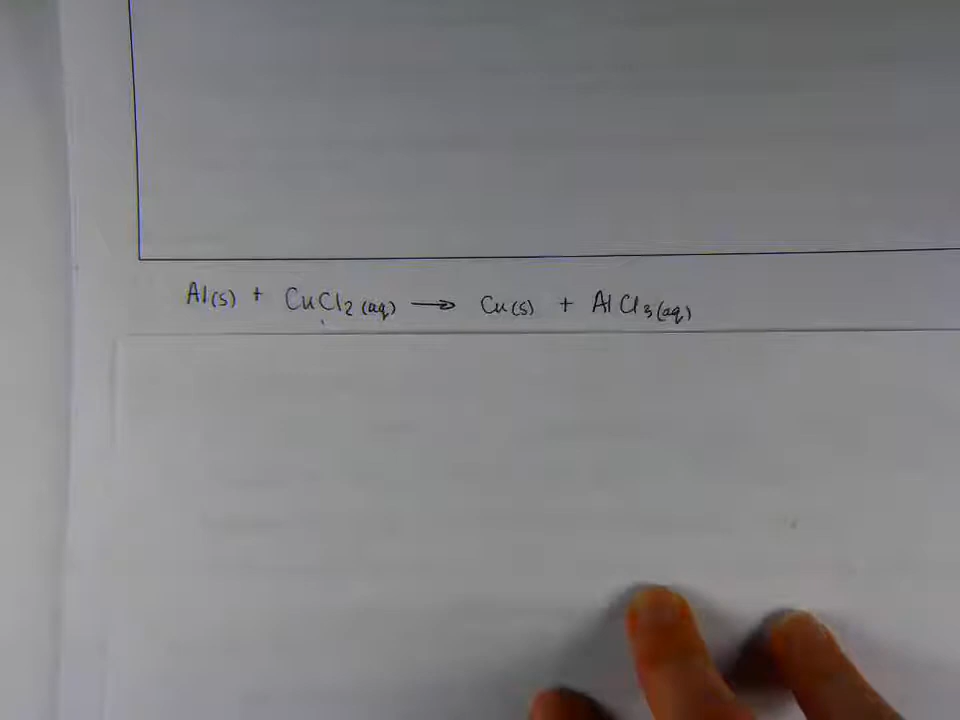 Al(s) + CuCl2(aq) → Cu(s) + AlCl3(aq)